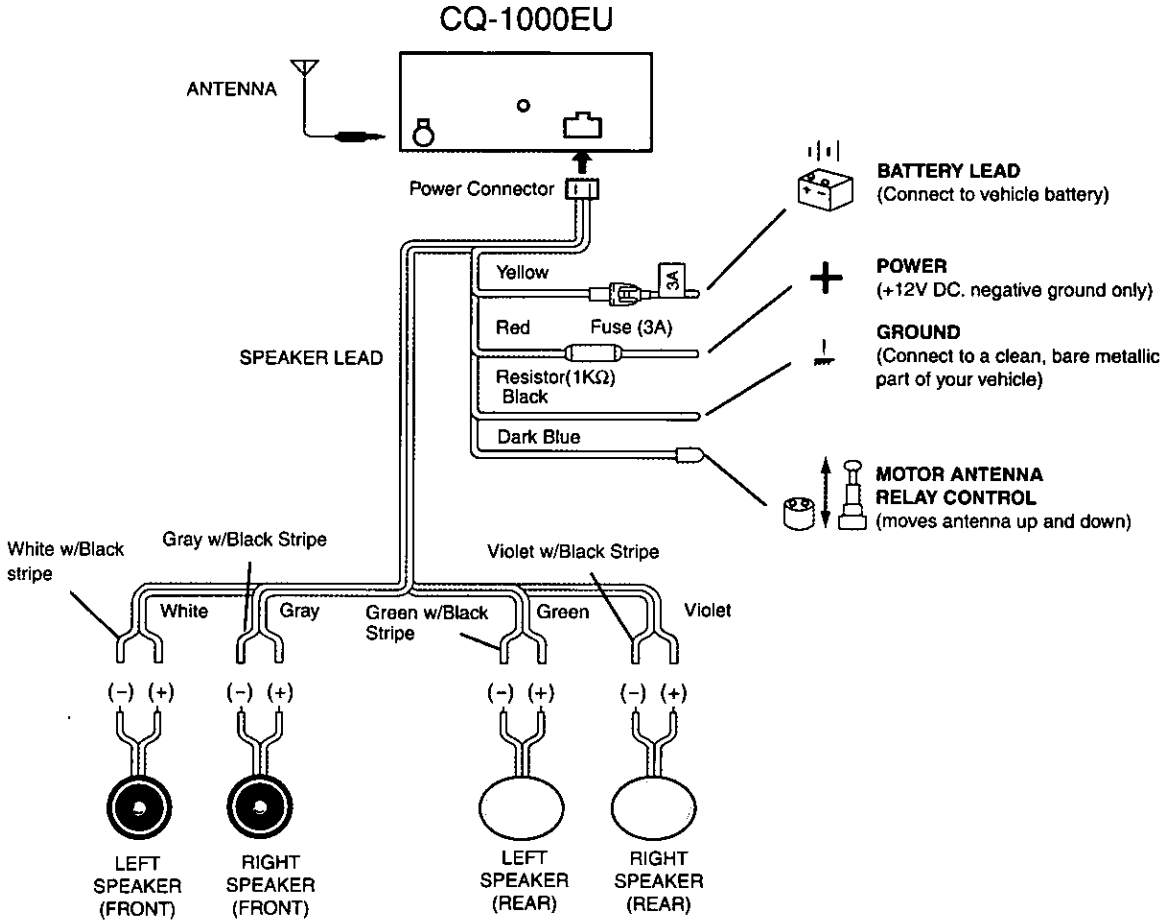 CQ-1000EU
ANTENNA
Power Connector
BATTERY LEAD
(Connect to vehicle battery)
Yellow
3A
POWER
(+12V DC. negative ground only)
Red
Fuse (3A)
GROUND
(Connect to a clean, bare metallic
part of your vehicle)
SPEAKER LEAD
Resistor(1KΩ)
Black
Dark Blue
MOTOR ANTENNA
RELAY CONTROL
(moves antenna up and down)
White w/Black
stripe
Gray w/Black Stripe
Violet w/Black Stripe
White
Gray
Green w/Black
Stripe
Green
Violet
(−) (+)
(−) (+)
(−) (+)
(−) (+)
LEFT
SPEAKER
(FRONT)
RIGHT
SPEAKER
(FRONT)
LEFT
SPEAKER
(REAR)
RIGHT
SPEAKER
(REAR)